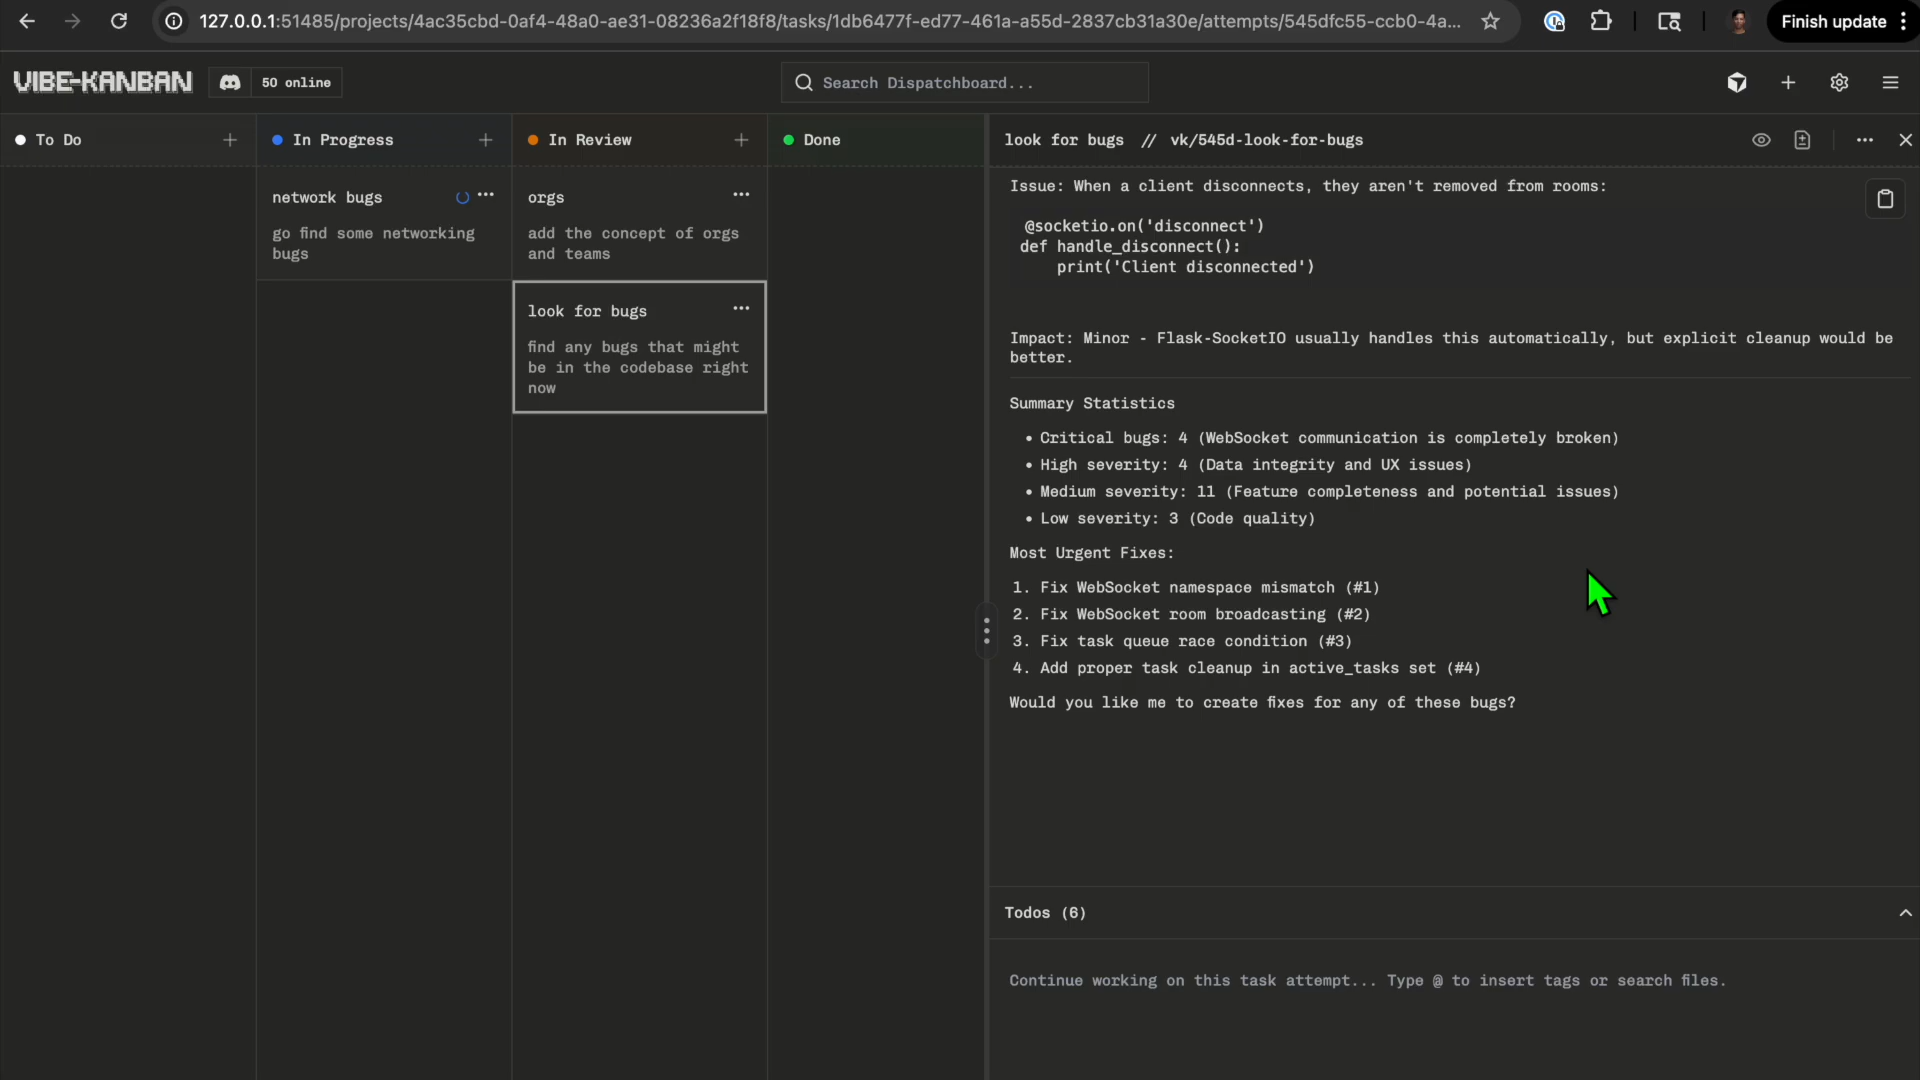 127.0.0.1:51485/projects/4ac35cbd-0af4-48a0-ae31-08236a2f18f8/tasks/1db6477f-ed77-461a-a55d-2837cb31a30e/attempts/545dfc55-ccb0-4a...
Finish update
VIBE-KANBAN
50 online
Search Dispatchboard...
To Do
In Progress
In Review
Done
network bugs
go find some networking
bugs
orgs
add the concept of orgs
and teams
look for bugs
find any bugs that might
be in the codebase right
now
look for bugs // vk/545d-look-for-bugs
Issue: When a client disconnects, they aren't removed from rooms:
@socketio.on('disconnect')
def handle_disconnect():
print('Client disconnected')
Impact: Minor - Flask-SocketIO usually handles this automatically, but explicit cleanup would be
better.
Summary Statistics
• Critical bugs: 4 (WebSocket communication is completely broken)
• High severity: 4 (Data integrity and UX issues)
• Medium severity: 11 (Feature completeness and potential issues)
• Low severity: 3 (Code quality)
Most Urgent Fixes:
1. Fix WebSocket namespace mismatch (#1)
2. Fix WebSocket room broadcasting (#2)
3. Fix task queue race condition (#3)
4. Add proper task cleanup in active_tasks set (#4)
Would you like me to create fixes for any of these bugs?
Todos (6)
Continue working on this task attempt... Type @ to insert tags or search files.